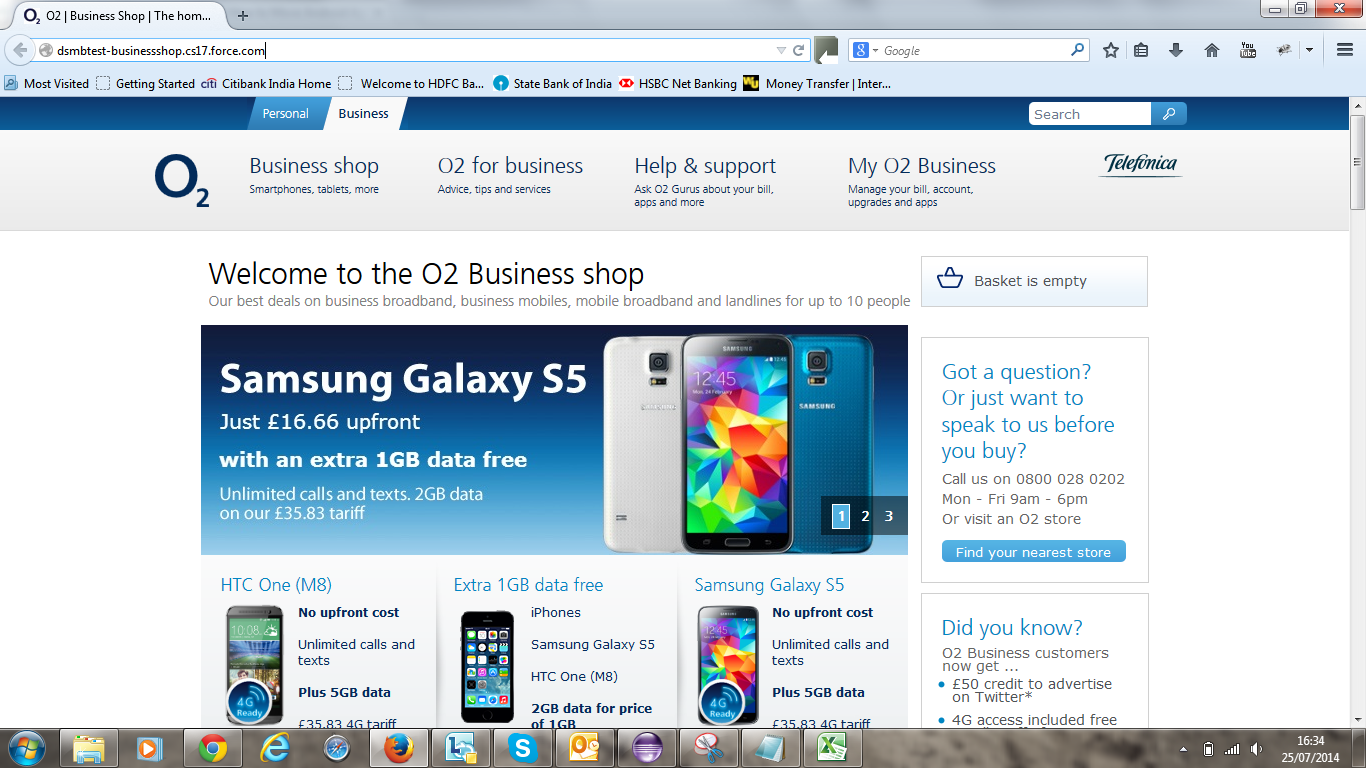 O2 | Business Shop | The hom...
dsmbtest-businessshop.cs17.force.com
Google
Most Visited Getting Started Citibank India Home Welcome to HDFC Ba... State Bank of India HSBC Net Banking Money Transfer | Inter...
Personal Business
Search
O2
Business shop
Smartphones, tablets, more
O2 for business
Advice, tips and services
Help & support
Ask O2 Gurus about your bill,
apps and more
My O2 Business
Manage your bill, account,
upgrades and apps
Telefónica
Welcome to the O2 Business shop
Our best deals on business broadband, business mobiles, mobile broadband and landlines for up to 10 people
Basket is empty
Samsung Galaxy S5
Just £16.66 upfront
with an extra 1GB data free
Unlimited calls and texts. 2GB data
on our £35.83 tariff
SAMSUNG
12:45
SAMSUNG
SAMSUNG
1 2 3
Got a question?
Or just want to
speak to us before
you buy?
Call us on 0800 028 0202
Mon - Fri 9am - 6pm
Or visit an O2 store
Find your nearest store
HTC One (M8)
10:08
4G
Ready
No upfront cost
Unlimited calls and
texts
Plus 5GB data
£35.83 4G tariff
Extra 1GB data free
iPhones
Samsung Galaxy S5
HTC One (M8)
2GB data for price
of 1GB
Samsung Galaxy S5
12:45
4G
Ready
No upfront cost
Unlimited calls and
texts
Plus 5GB data
£35.83 4G tariff
Did you know?
O2 Business customers
now get ...
£50 credit to advertise
on Twitter*
4G access included free
16:34
25/07/2014